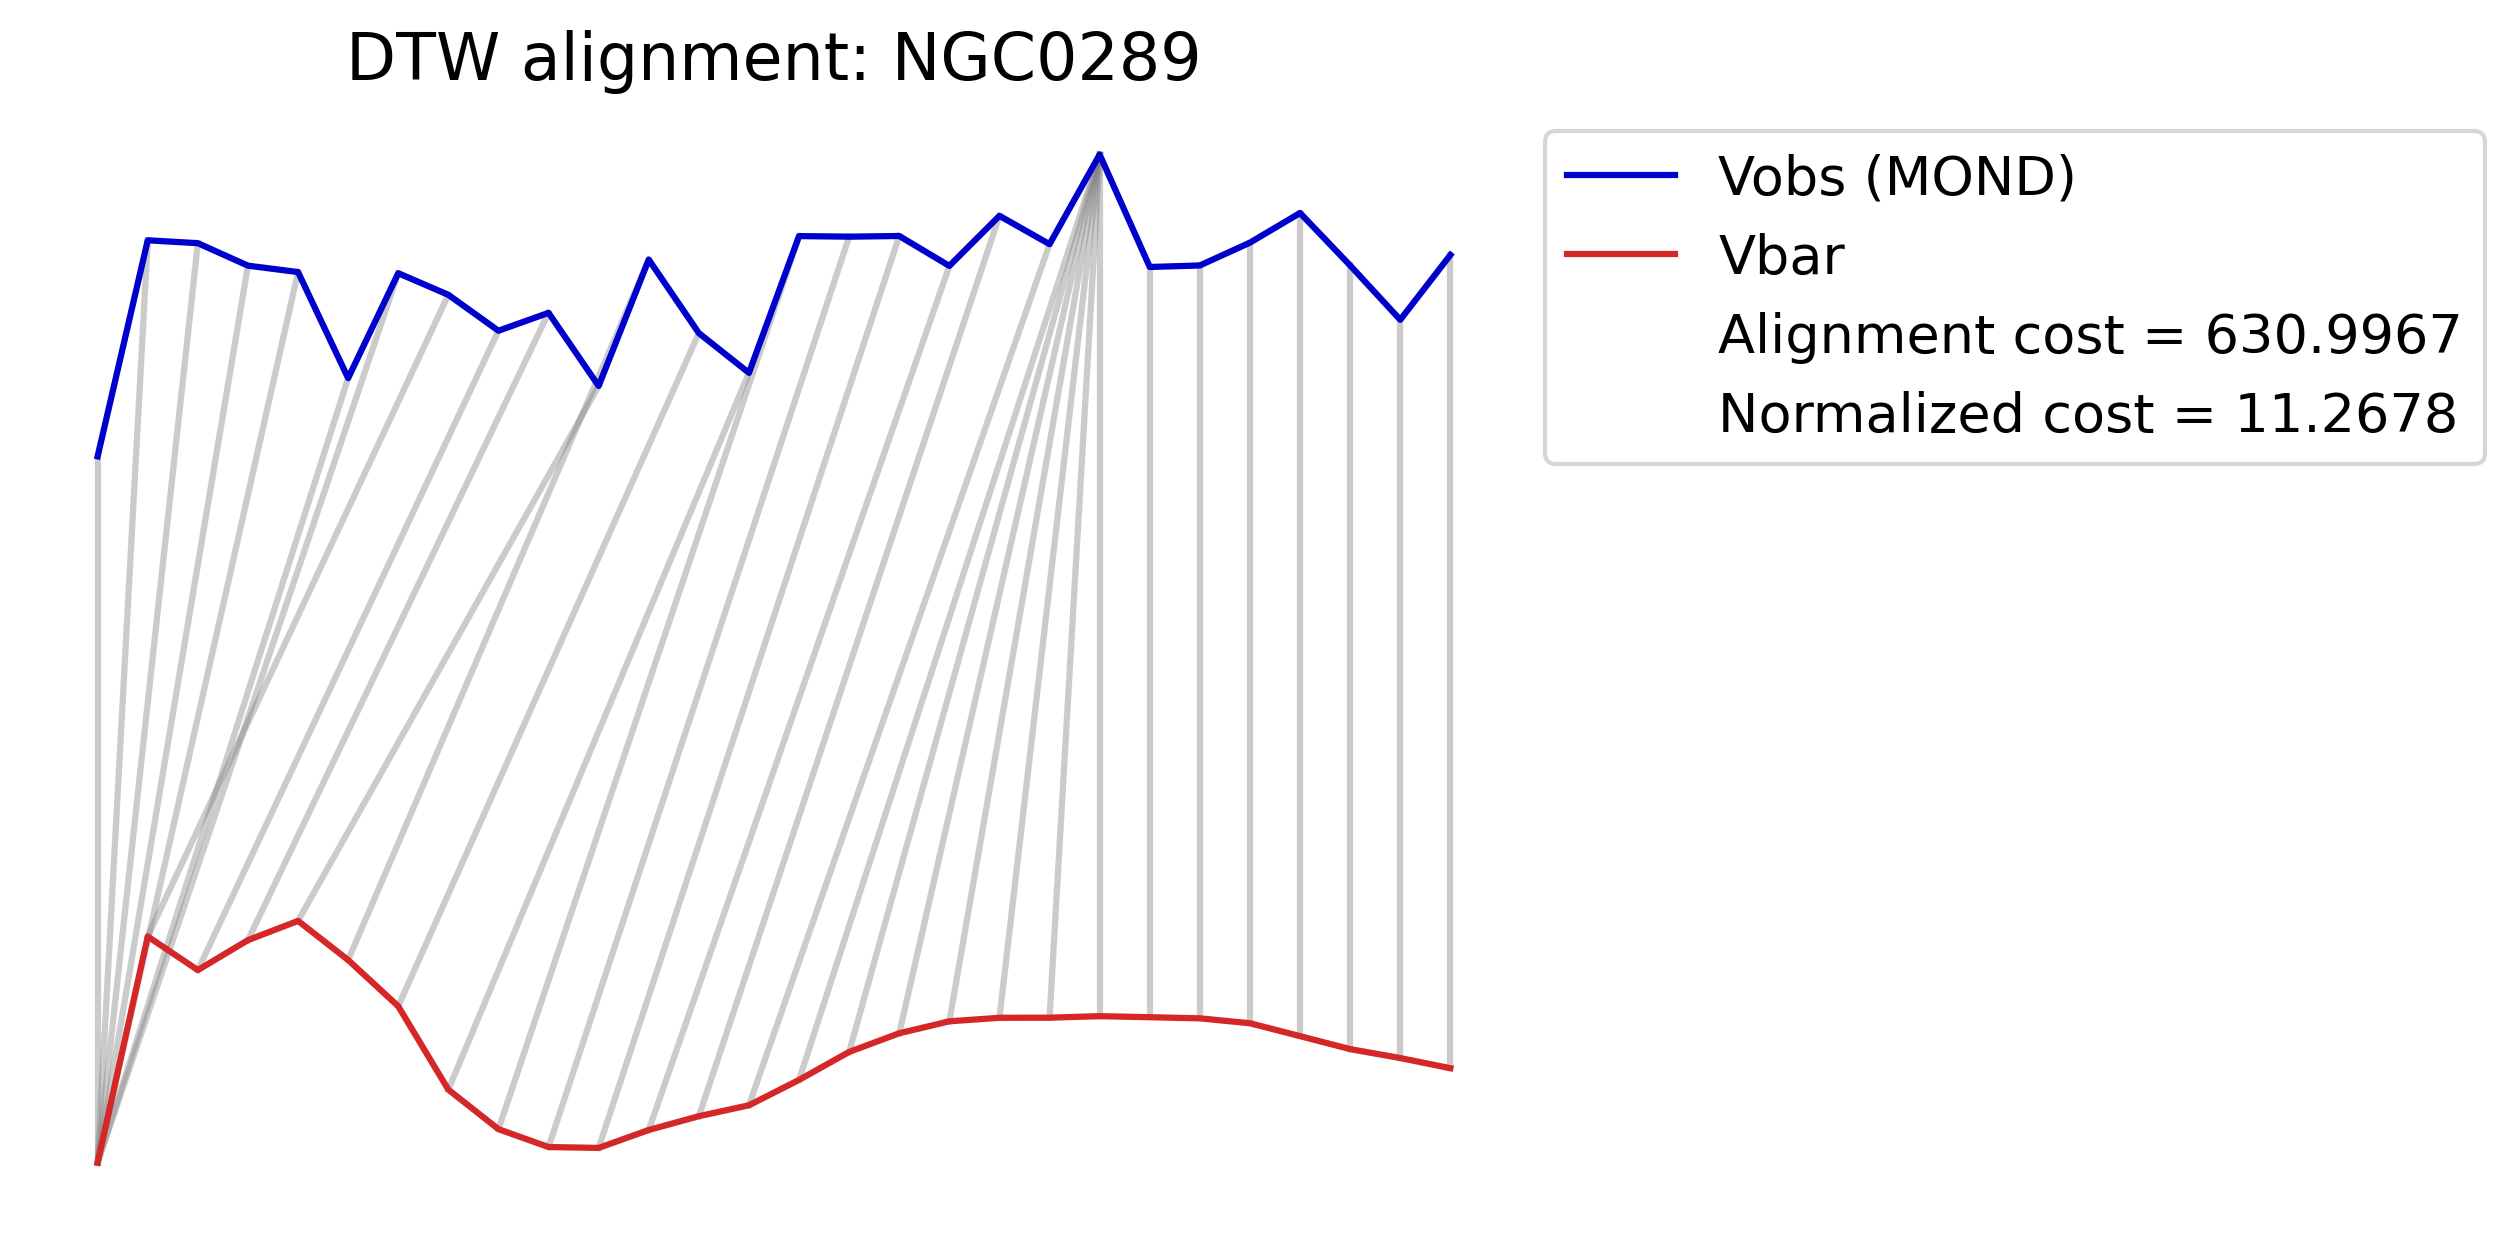 DTW alignment: NGC0289
Vobs (MOND)
Vbar
Alignment cost = 630.9967
Normalized cost = 11.2678